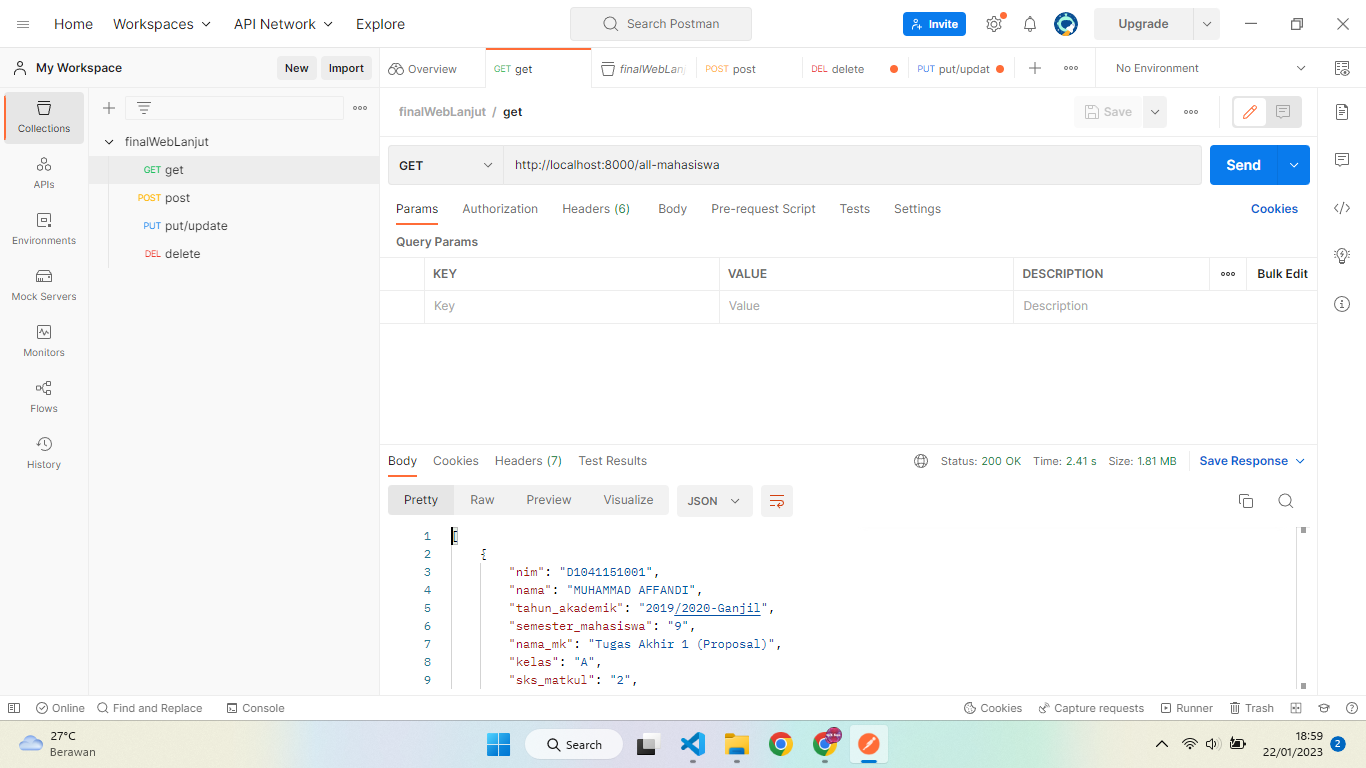 Home Workspaces API Network Explore Search Postman Invite Upgrade
My Workspace New Import Overview GET get finalWebLan POST post DEL delete PUT put/updat No Environment
finalWebLanjut / get Save
Collections
finalWebLanjut
GET get
POST post
PUT put/update
DEL delete
APIs
Environments
Mock Servers
Monitors
Flows
History
GET http://localhost:8000/all-mahasiswa Send
Params Authorization Headers (6) Body Pre-request Script Tests Settings Cookies
Query Params
KEY VALUE DESCRIPTION Bulk Edit
Key Value Description
Body Cookies Headers (7) Test Results Status: 200 OK Time: 2.41 s Size: 1.81 MB Save Response
Pretty Raw Preview Visualize JSON
1 [
2 {
3 "nim": "D1041151001",
4 "nama": "MUHAMMAD AFFANDI",
5 "tahun_akademik": "2019/2020-Ganjil",
6 "semester_mahasiswa": "9",
7 "nama_mk": "Tugas Akhir 1 (Proposal)",
8 "kelas": "A",
9 "sks_matkul": "2",
Online Find and Replace Console Cookies Capture requests Runner Trash
27°C
Berawan
Search
18:59
22/01/2023
2